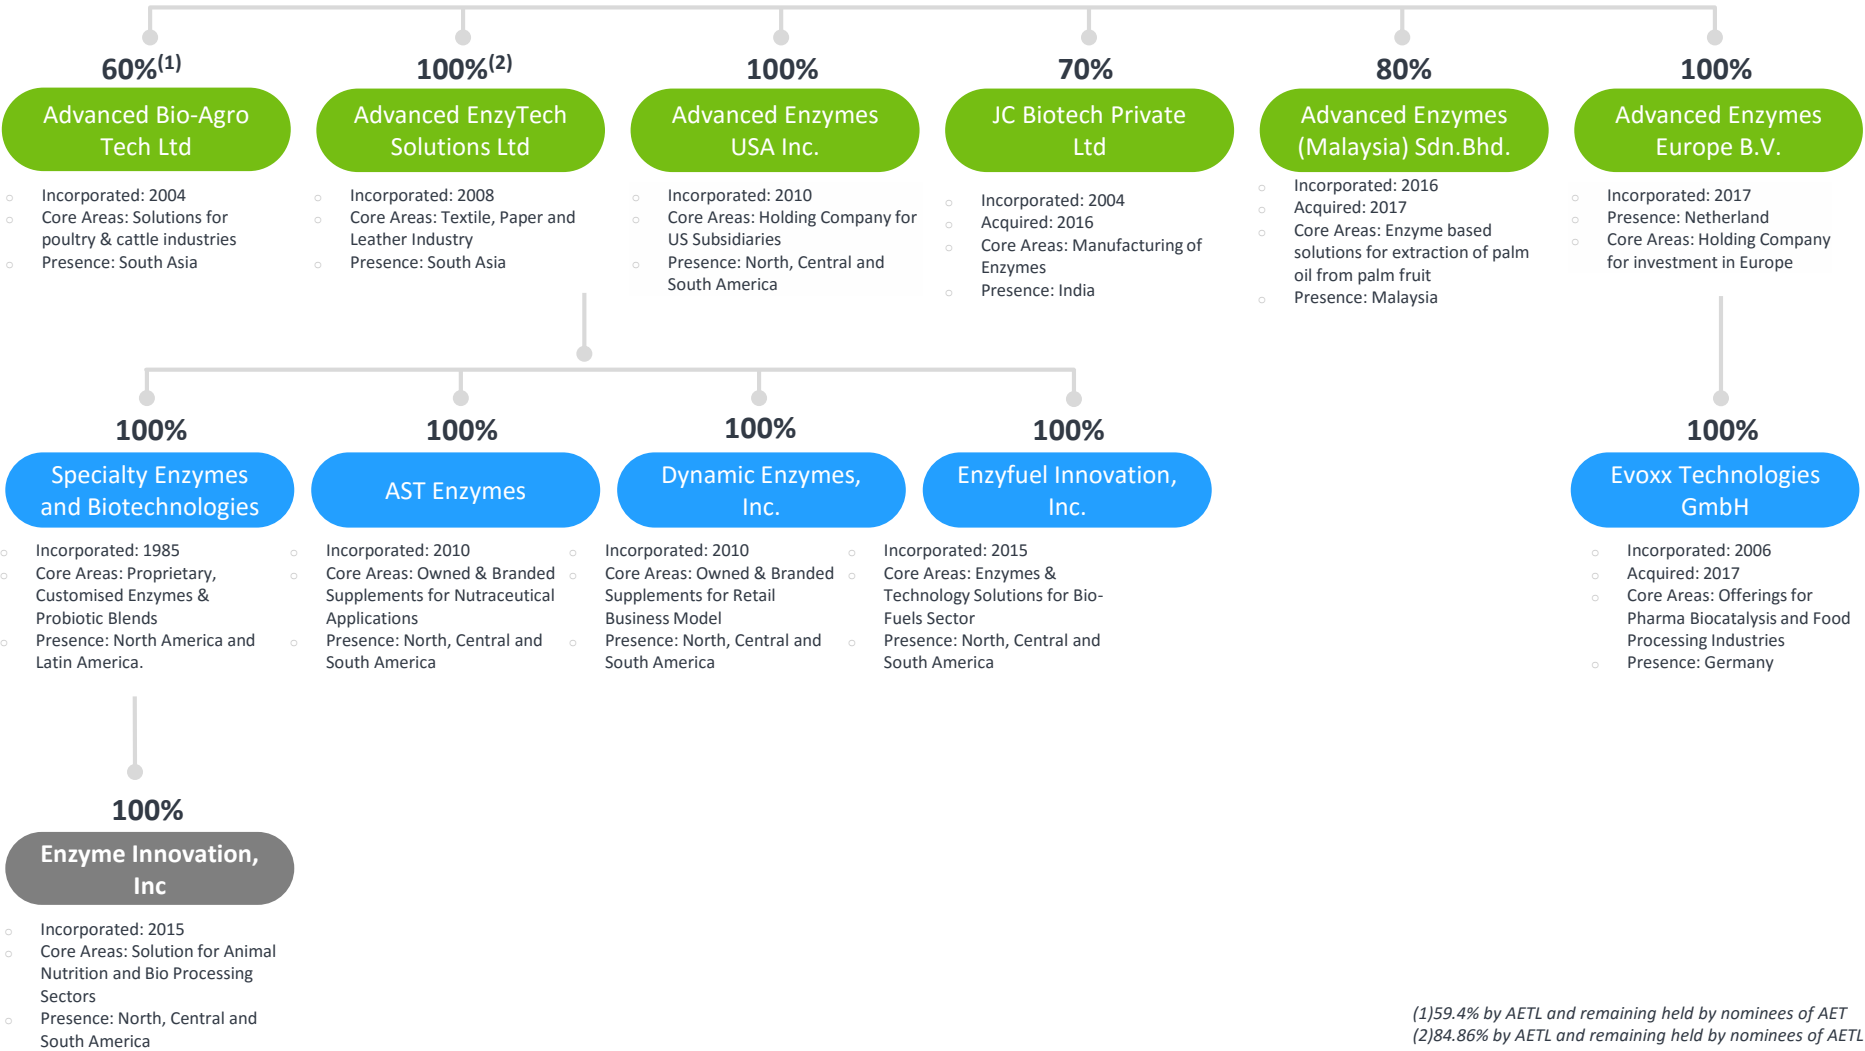 60%(1)
Advanced Bio-Agro
Tech Ltd
Incorporated: 2004
Core Areas: Solutions for
poultry & cattle industries
Presence: South Asia
100%(2)
Advanced EnzyTech
Solutions Ltd
Incorporated: 2008
Core Areas: Textile, Paper and
Leather Industry
Presence: South Asia
100%
Advanced Enzymes
USA Inc.
Incorporated: 2010
Core Areas: Holding Company for
US Subsidiaries
Presence: North, Central and
South America
70%
JC Biotech Private
Ltd
Incorporated: 2004
Acquired: 2016
Core Areas: Manufacturing of
Enzymes
Presence: India
80%
Advanced Enzymes
(Malaysia) Sdn.Bhd.
Incorporated: 2016
Acquired: 2017
Core Areas: Enzyme based
solutions for extraction of palm
oil from palm fruit
Presence: Malaysia
100%
Advanced Enzymes
Europe B.V.
Incorporated: 2017
Presence: Netherland
Core Areas: Holding Company
for investment in Europe
100%
Specialty Enzymes
and Biotechnologies
Incorporated: 1985
Core Areas: Proprietary,
Customised Enzymes &
Probiotic Blends
Presence: North America and
Latin America.
100%
AST Enzymes
Incorporated: 2010
Core Areas: Owned & Branded
Supplements for Nutraceutical
Applications
Presence: North, Central and
South America
100%
Dynamic Enzymes,
Inc.
Incorporated: 2010
Core Areas: Owned & Branded
Supplements for Retail
Business Model
Presence: North, Central and
South America
100%
Enzyfuel Innovation,
Inc.
Incorporated: 2015
Core Areas: Enzymes &
Technology Solutions for Bio-
Fuels Sector
Presence: North, Central and
South America
100%
Evoxx Technologies
GmbH
Incorporated: 2006
Acquired: 2017
Core Areas: Offerings for
Pharma Biocatalysis and Food
Processing Industries
Presence: Germany
100%
Enzyme Innovation,
Inc
Incorporated: 2015
Core Areas: Solution for Animal
Nutrition and Bio Processing
Sectors
Presence: North, Central and
South America
(1)59.4% by AETL and remaining held by nominees of AET
(2)84.86% by AETL and remaining held by nominees of AETL